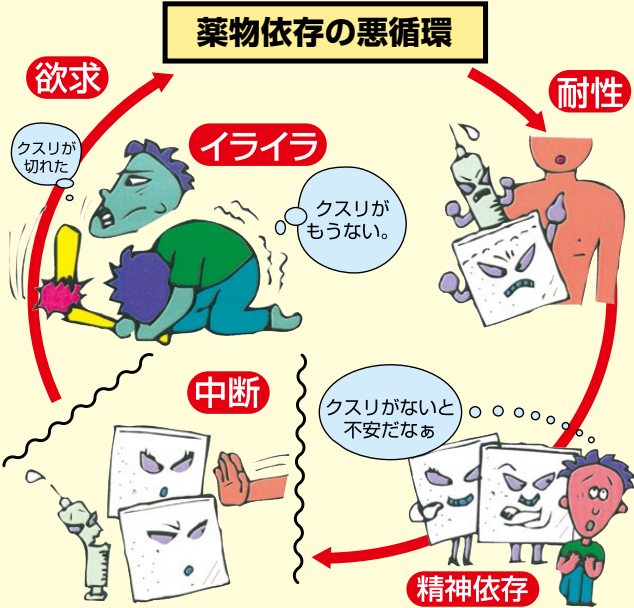 薬物依存の悪循環
欲求
耐性
イライラ
クスリが
切れた
クスリが
もうない。
中断
クスリがないと
不安だなぁ
精神依存